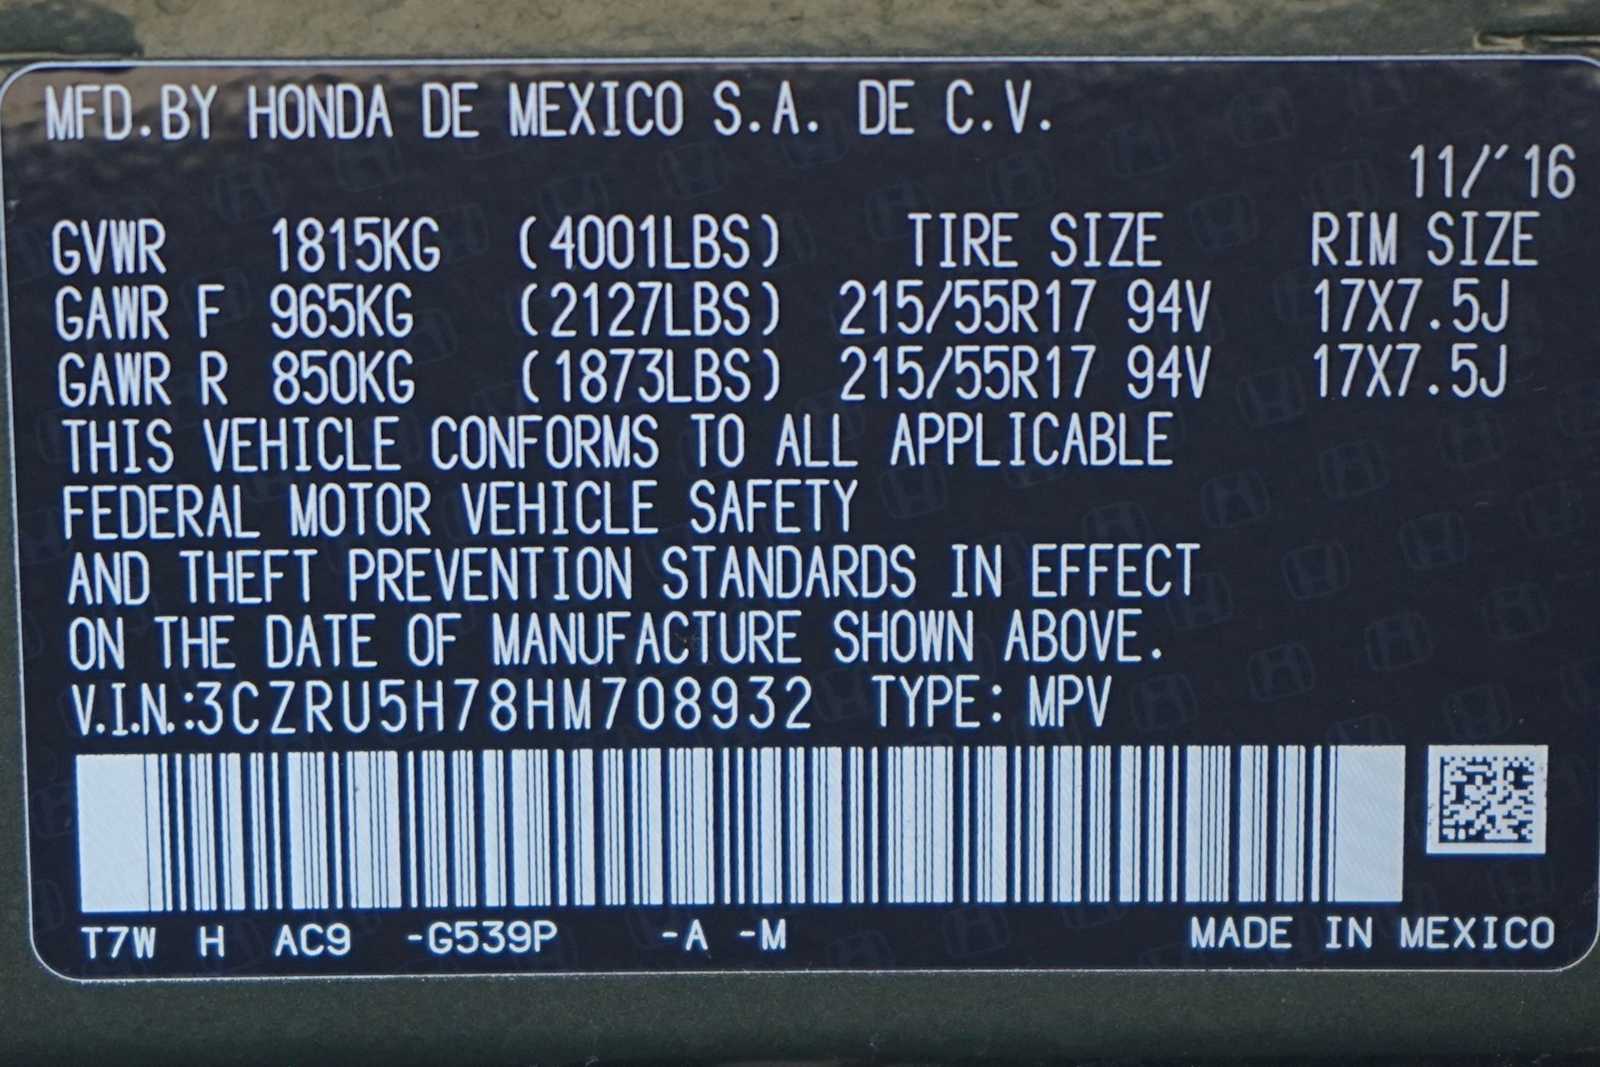 MFD.BY HONDA DE MEXICO S.A. DE C.V.
11/'16
GVWR 1815KG (4001LBS) TIRE SIZE RIM SIZE
GAWR F 965KG (2127LBS) 215/55R17 94V 17X7.5J
GAWR R 850KG (1873LBS) 215/55R17 94V 17X7.5J
THIS VEHICLE CONFORMS TO ALL APPLICABLE
FEDERAL MOTOR VEHICLE SAFETY
AND THEFT PREVENTION STANDARDS IN EFFECT
ON THE DATE OF MANUFACTURE SHOWN ABOVE.
V.I.N.:3CZRU5H78HM708932 TYPE: MPV
T7W H AC9 -G539P -A -M MADE IN MEXICO